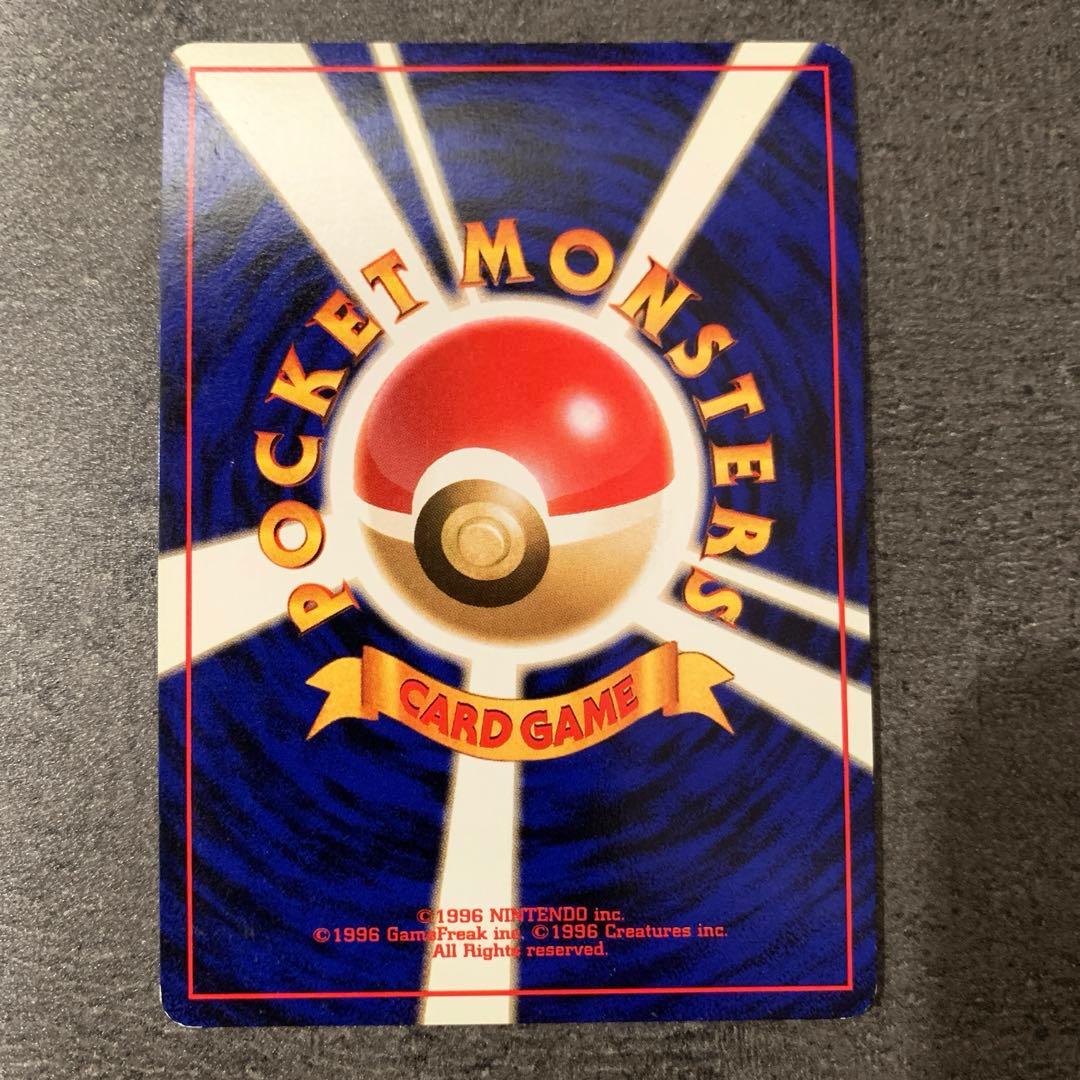 POCKET MONSTERS
CARD GAME
©1996 NINTENDO inc.
©1996 GameFreak inc. ©1996 Creatures inc.
All Rights reserved.